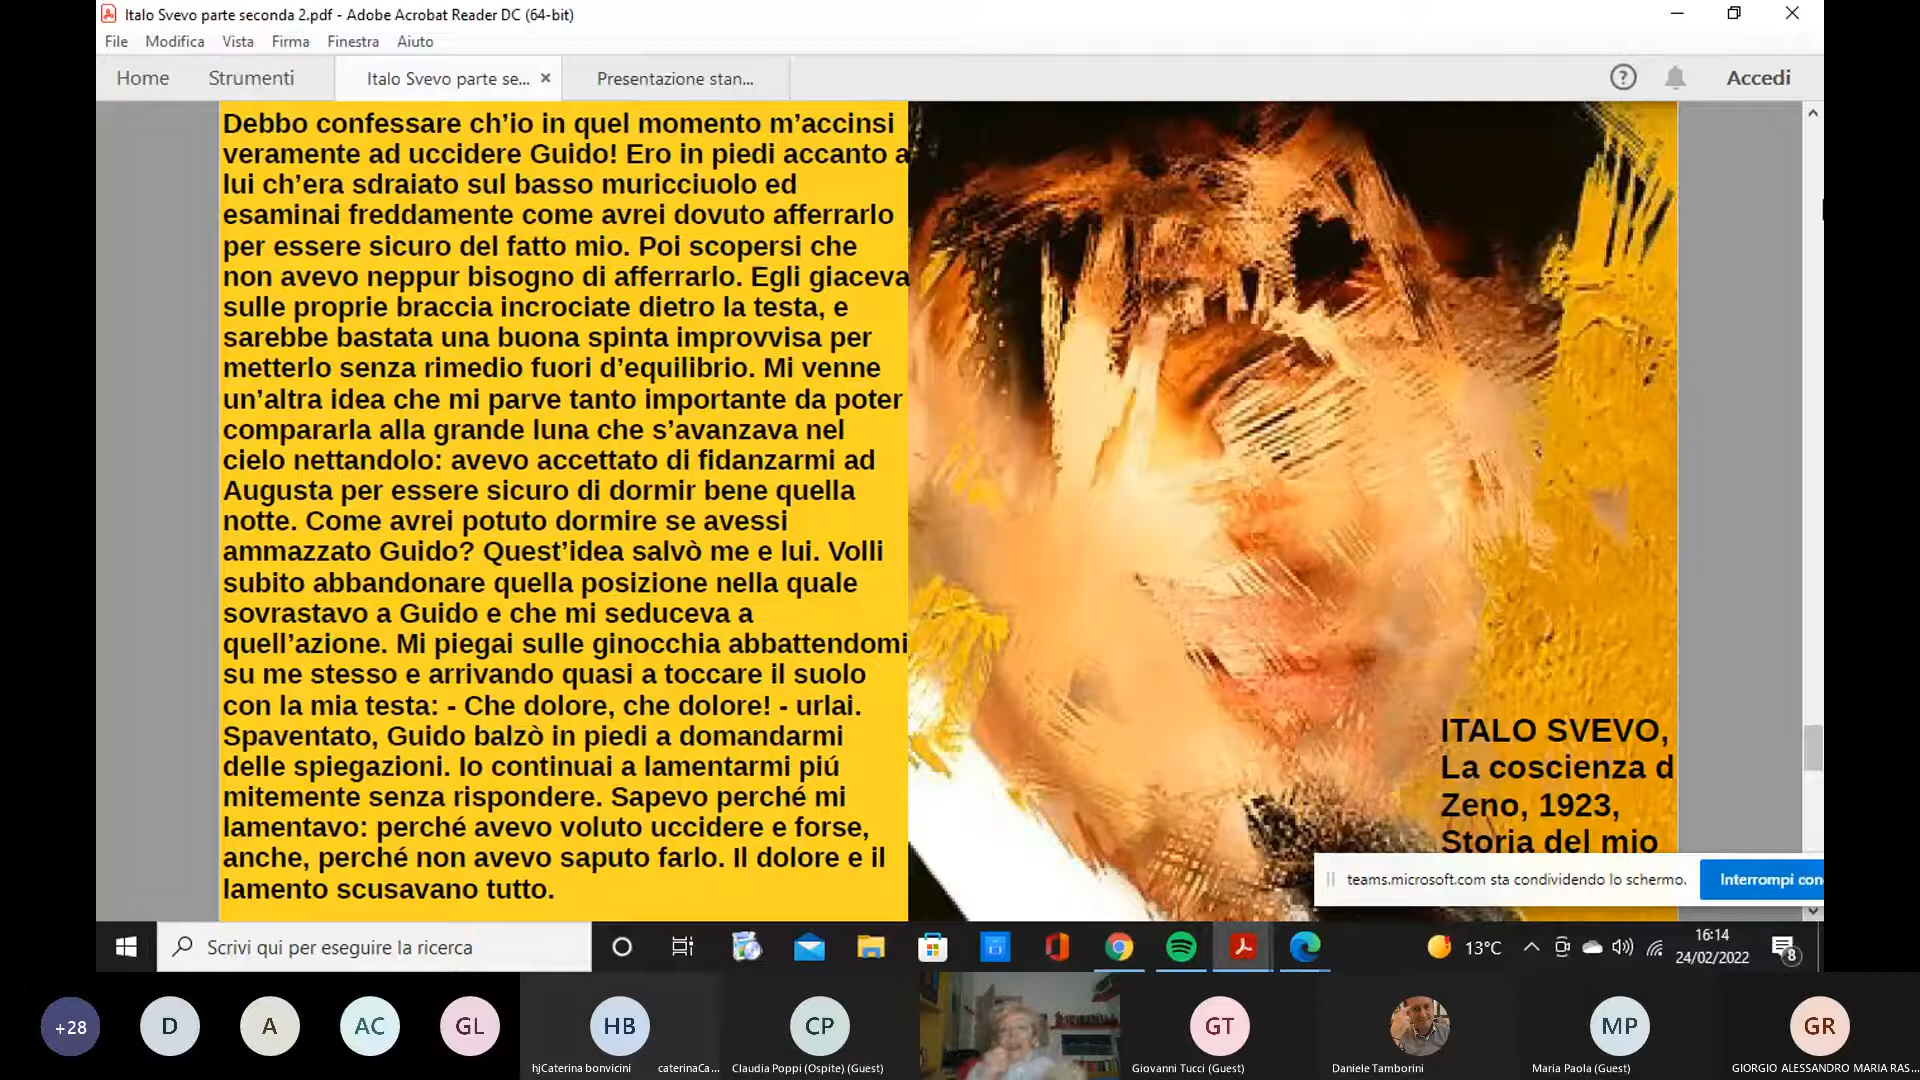 Italo Svevo parte seconda 2.pdf - Adobe Acrobat Reader DC (64-bit)
File Modifica Vista Firma Finestra Aiuto
Home Strumenti Italo Svevo parte se... × Presentazione stan... ? Accedi
Debbo confessare ch’io in quel momento m’accinsi
veramente ad uccidere Guido! Ero in piedi accanto a
lui ch’era sdraiato sul basso muricciuolo ed
esaminai freddamente come avrei dovuto afferrarlo
per essere sicuro del fatto mio. Poi scopersi che
non avevo neppur bisogno di afferrarlo. Egli giaceva
sulle proprie braccia incrociate dietro la testa, e
sarebbe bastata una buona spinta improvvisa per
metterlo senza rimedio fuori d’equilibrio. Mi venne
un’altra idea che mi parve tanto importante da poter
compararla alla grande luna che s’avanzava nel
cielo nettandolo: avevo accettato di fidanzarmi ad
Augusta per essere sicuro di dormir bene quella
notte. Come avrei potuto dormire se avessi
ammazzato Guido? Quest’idea salvò me e lui. Volli
subito abbandonare quella posizione nella quale
sovrastavo a Guido e che mi seduceva a
quell’azione. Mi piegai sulle ginocchia abbattendomi
su me stesso e arrivando quasi a toccare il suolo
con la mia testa: - Che dolore, che dolore! - urlai.
Spaventato, Guido balzò in piedi a domandarmi
delle spiegazioni. Io continuai a lamentarmi piú
mitemente senza rispondere. Sapevo perché mi
lamentavo: perché avevo voluto uccidere e forse,
anche, perché non avevo saputo farlo. Il dolore e il
lamento scusavano tutto.
ITALO SVEVO,
La coscienza d
Zeno, 1923,
Storia del mio
teams.microsoft.com sta condividendo lo schermo. Interrompi con
Scrivi qui per eseguire la ricerca
13°C
16:14
24/02/2022
8
+28 D A AC GL HB CP GT MP GR
hjCaterina bonvicini caterinaCa... Claudia Poppi (Ospite) (Guest) Giovanni Tucci (Guest) Daniele Tamborini Maria Paola (Guest) GIORGIO ALESSANDRO MARIA RAS...